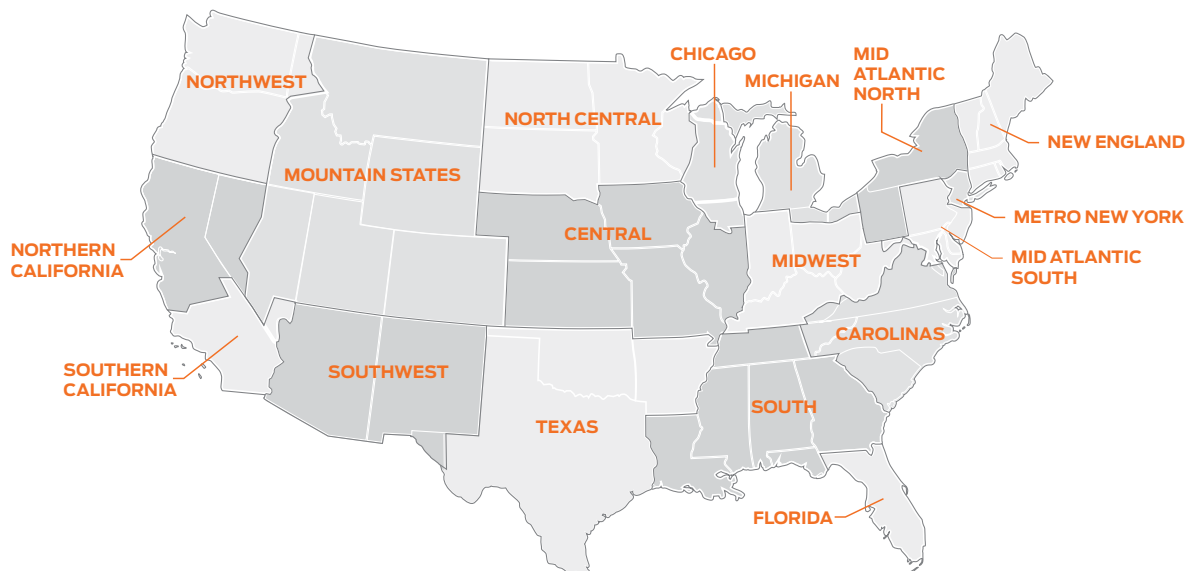 CHICAGO
MID
ATLANTIC
NORTH
MICHIGAN
NORTHWEST
NORTH CENTRAL
NEW ENGLAND
MOUNTAIN STATES
METRO NEW YORK
CENTRAL
NORTHERN
CALIFORNIA
MIDWEST
MID ATLANTIC
SOUTH
CAROLINAS
SOUTHERN
CALIFORNIA
SOUTHWEST
SOUTH
TEXAS
FLORIDA